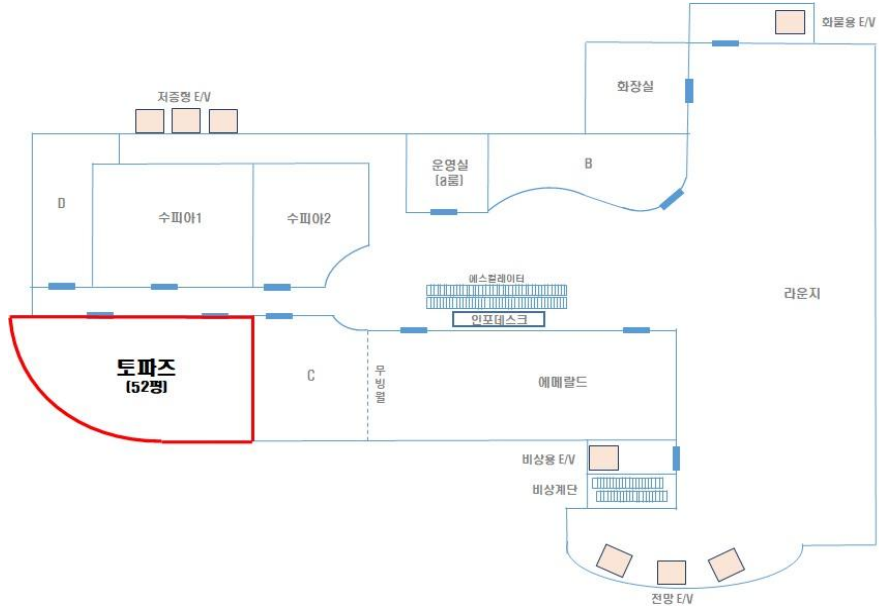 화물용 E/V
화장실
저층형 E/V
운영실
(a룸)
B
D
수피아1
수피아2
에스컬레이터
라운지
인포데스크
토파즈
(52평)
C
무빙월
에메랄드
비상용 E/V
비상계단
전망 E/V